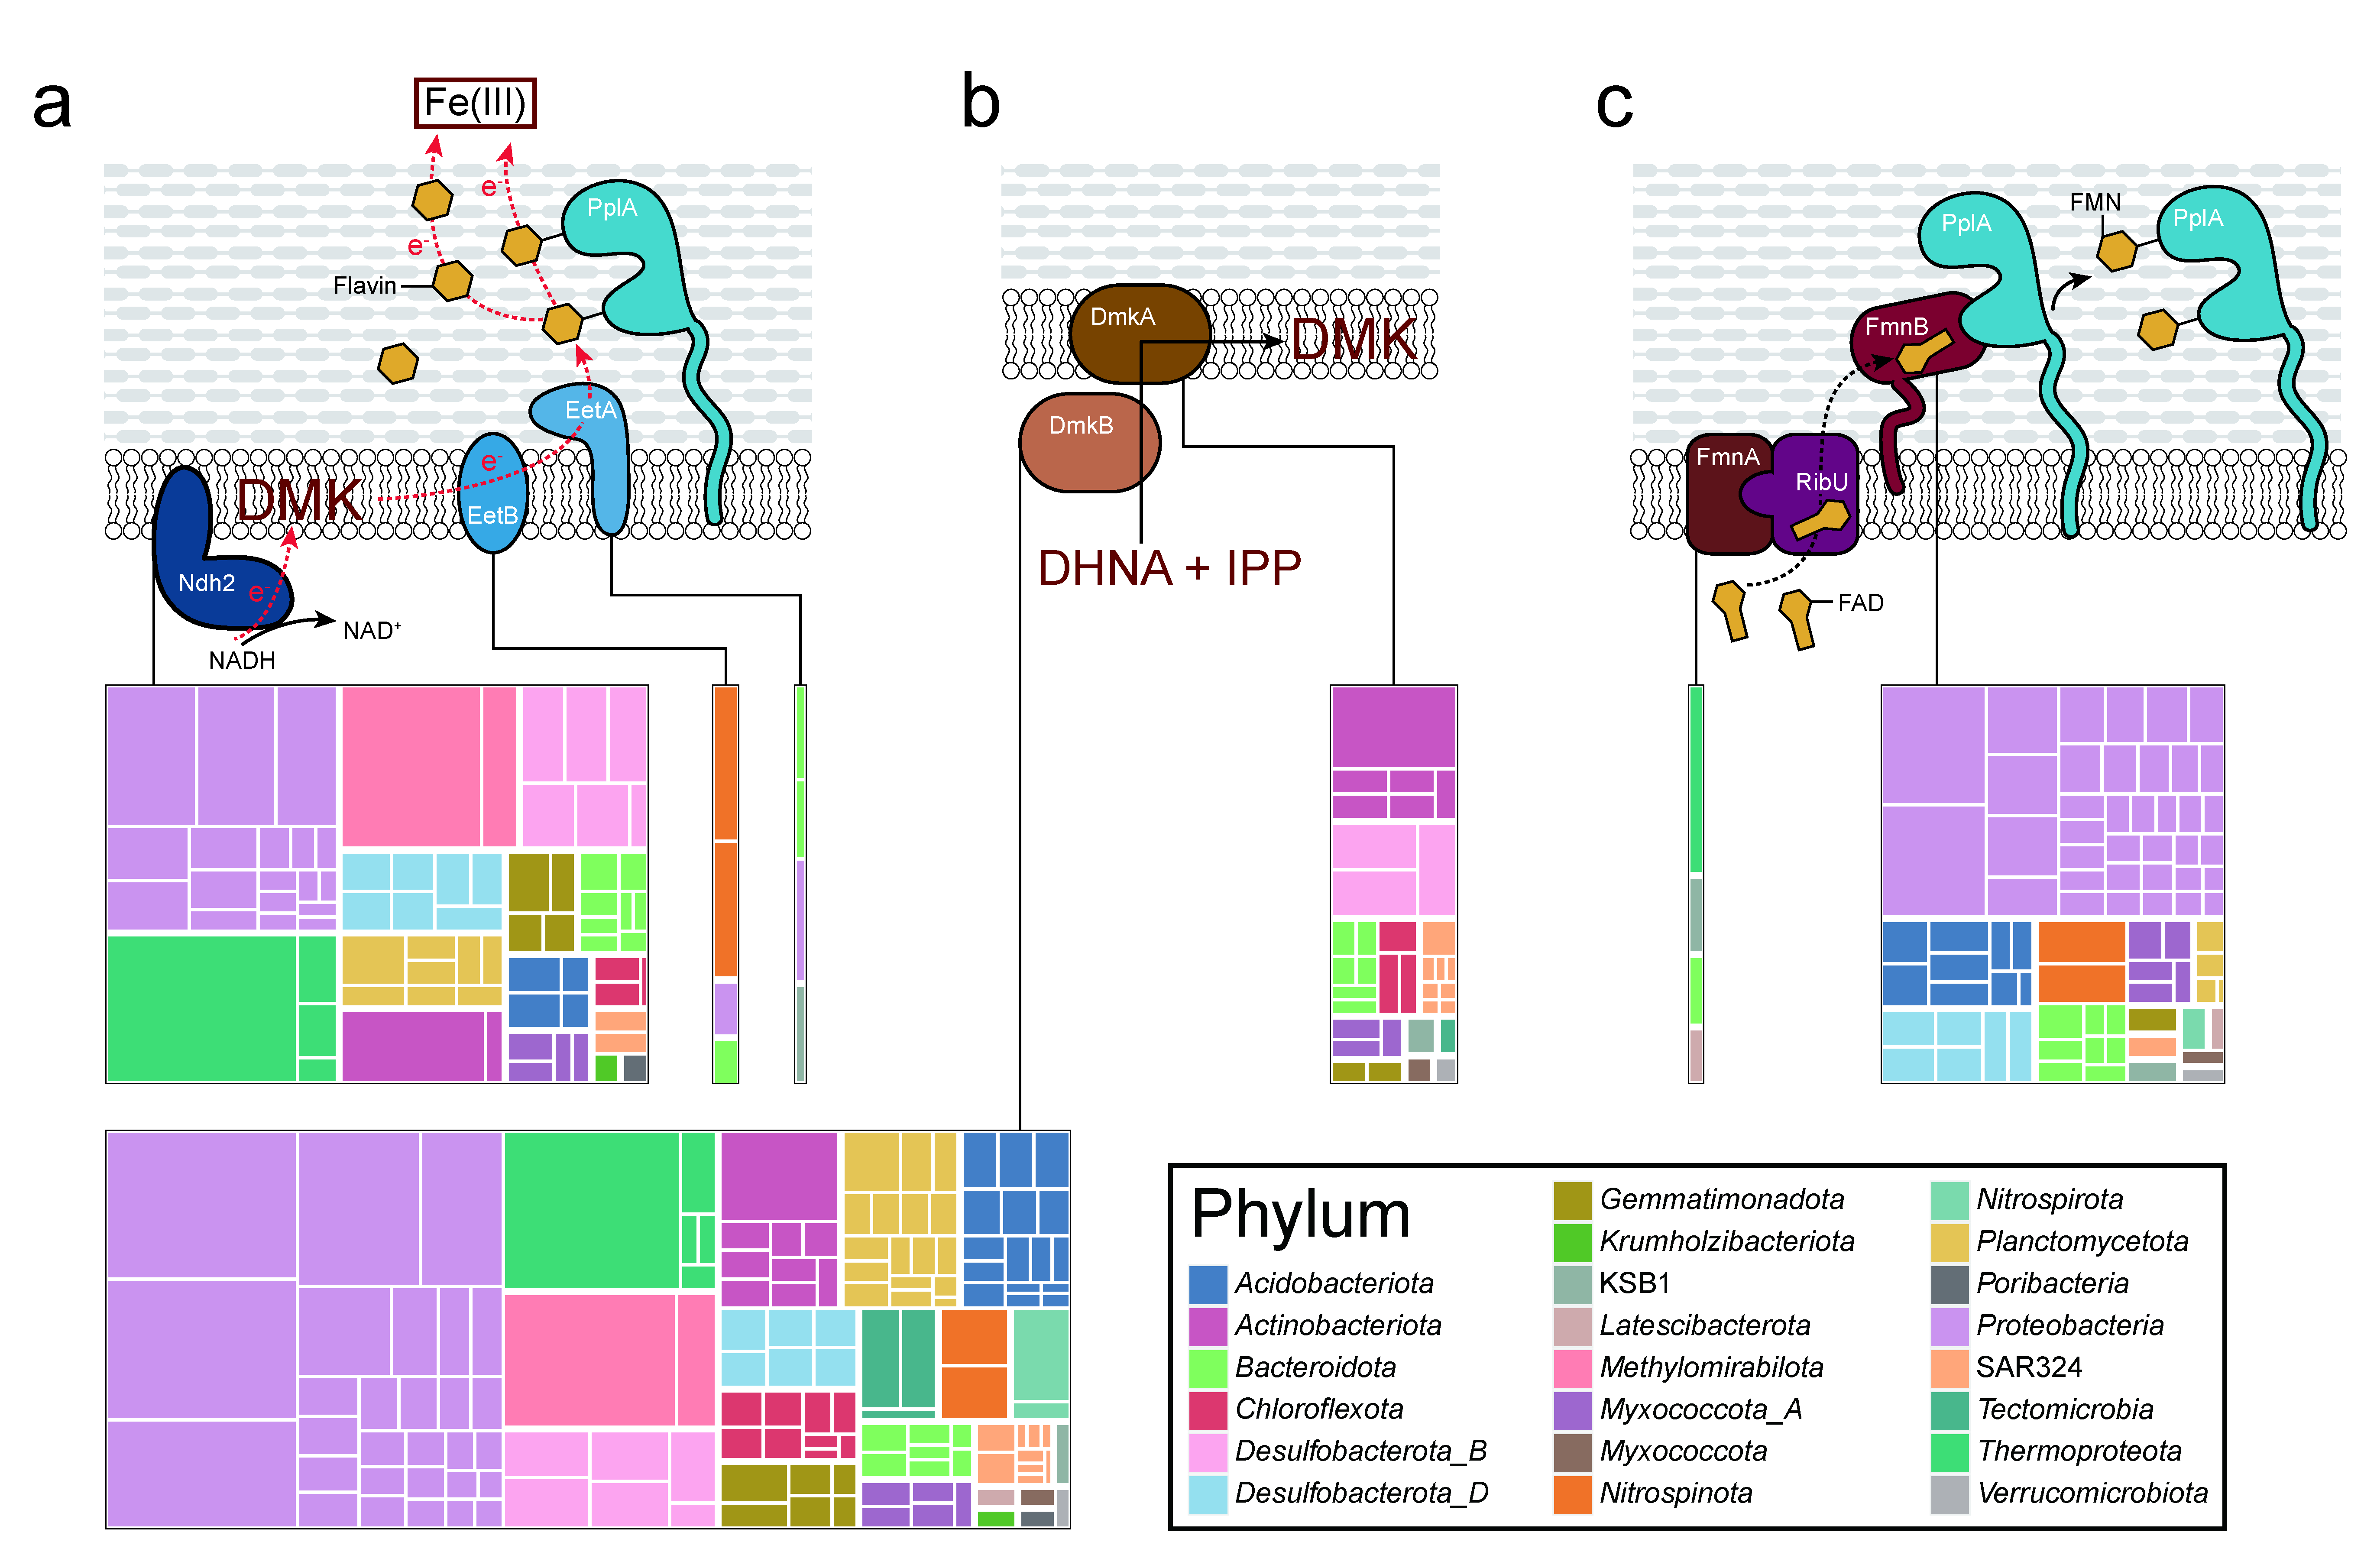 a
b
c
Fe(III)
e-
e-
PplA
Flavin
EetA
e-
DMK
EetB
Ndh2
e-
NAD+
NADH
DmkA
DMK
DmkB
DHNA + IPP
PplA
FMN
PplA
FmnB
FmnA
RibU
FAD
Phylum
Acidobacteriota
Actinobacteriota
Bacteroidota
Chloroflexota
Desulfobacterota_B
Desulfobacterota_D
Gemmatimonadota
Krumholzibacteriota
KSB1
Latescibacterota
Methylomirabilota
Myxococcota_A
Myxococcota
Nitrospinota
Nitrospirota
Planctomycetota
Poribacteria
Proteobacteria
SAR324
Tectomicrobia
Thermoproteota
Verrucomicrobiota